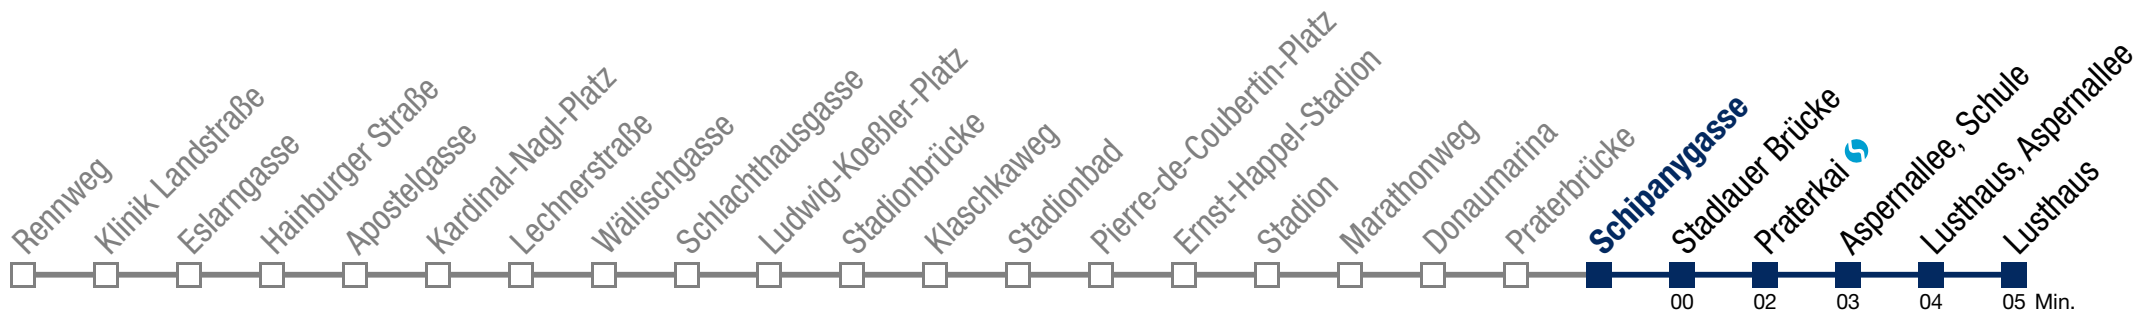 Rennweg
Klinik Landstraße
Eslarngasse
Hainburger Straße
Apostelgasse
Kardinal-Nagl-Platz
Lechnerstraße
Wällischgasse
Schlachthausgasse
Ludwig-Koeßler-Platz
Stadionbrücke
Klaschkaweg
Stadionbad
Pierre-de-Coubertin-Platz
Ernst-Happel-Stadion
Stadion
Marathonweg
Donaumarina
Praterbrücke
Schipanygasse
Stadlauer Brücke
Praterkai
Aspernallee, Schule
Lusthaus, Aspernallee
Lusthaus
00 02 03 04 05 Min.